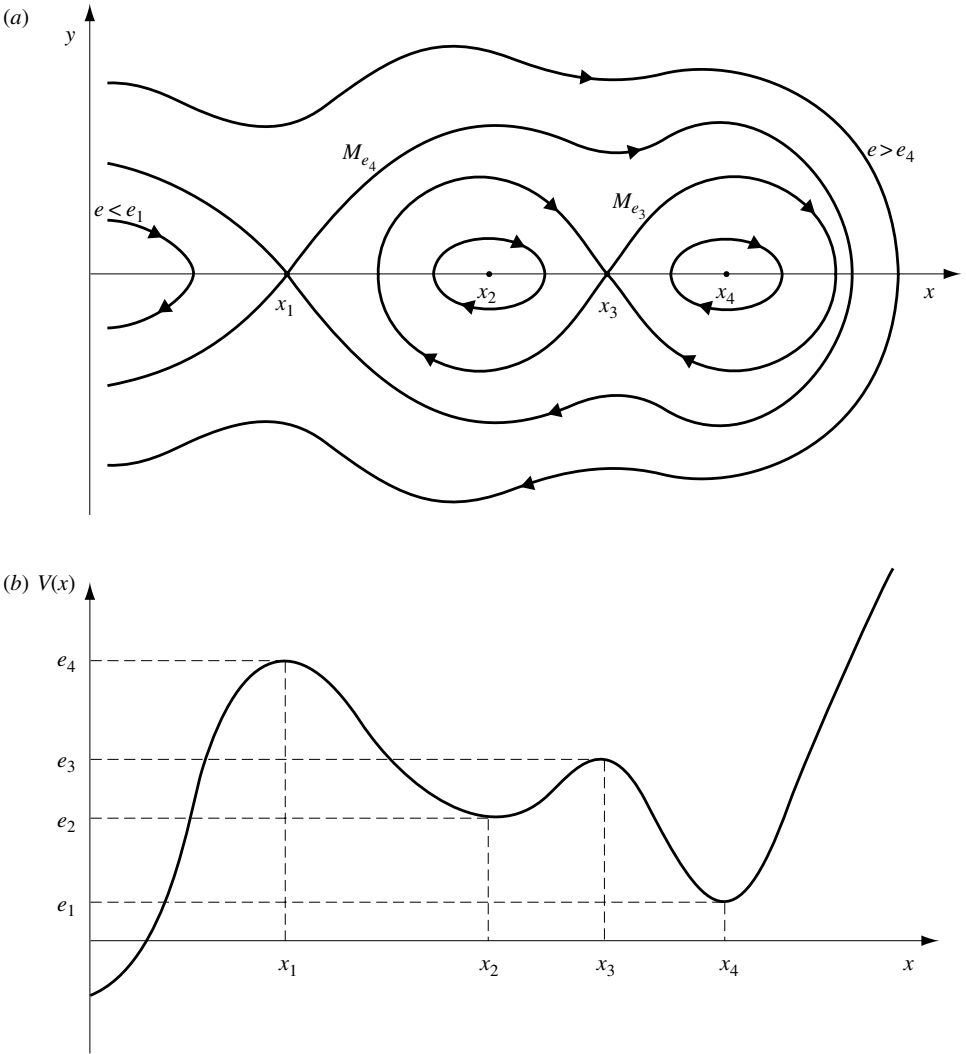 (a)
y
M_{e_4}
e > e_4
M_{e_3}
e < e_1
x_1
x_2
x_3
x_4
x
(b) V(x)
e_4
e_3
e_2
e_1
x_1
x_2
x_3
x_4
x